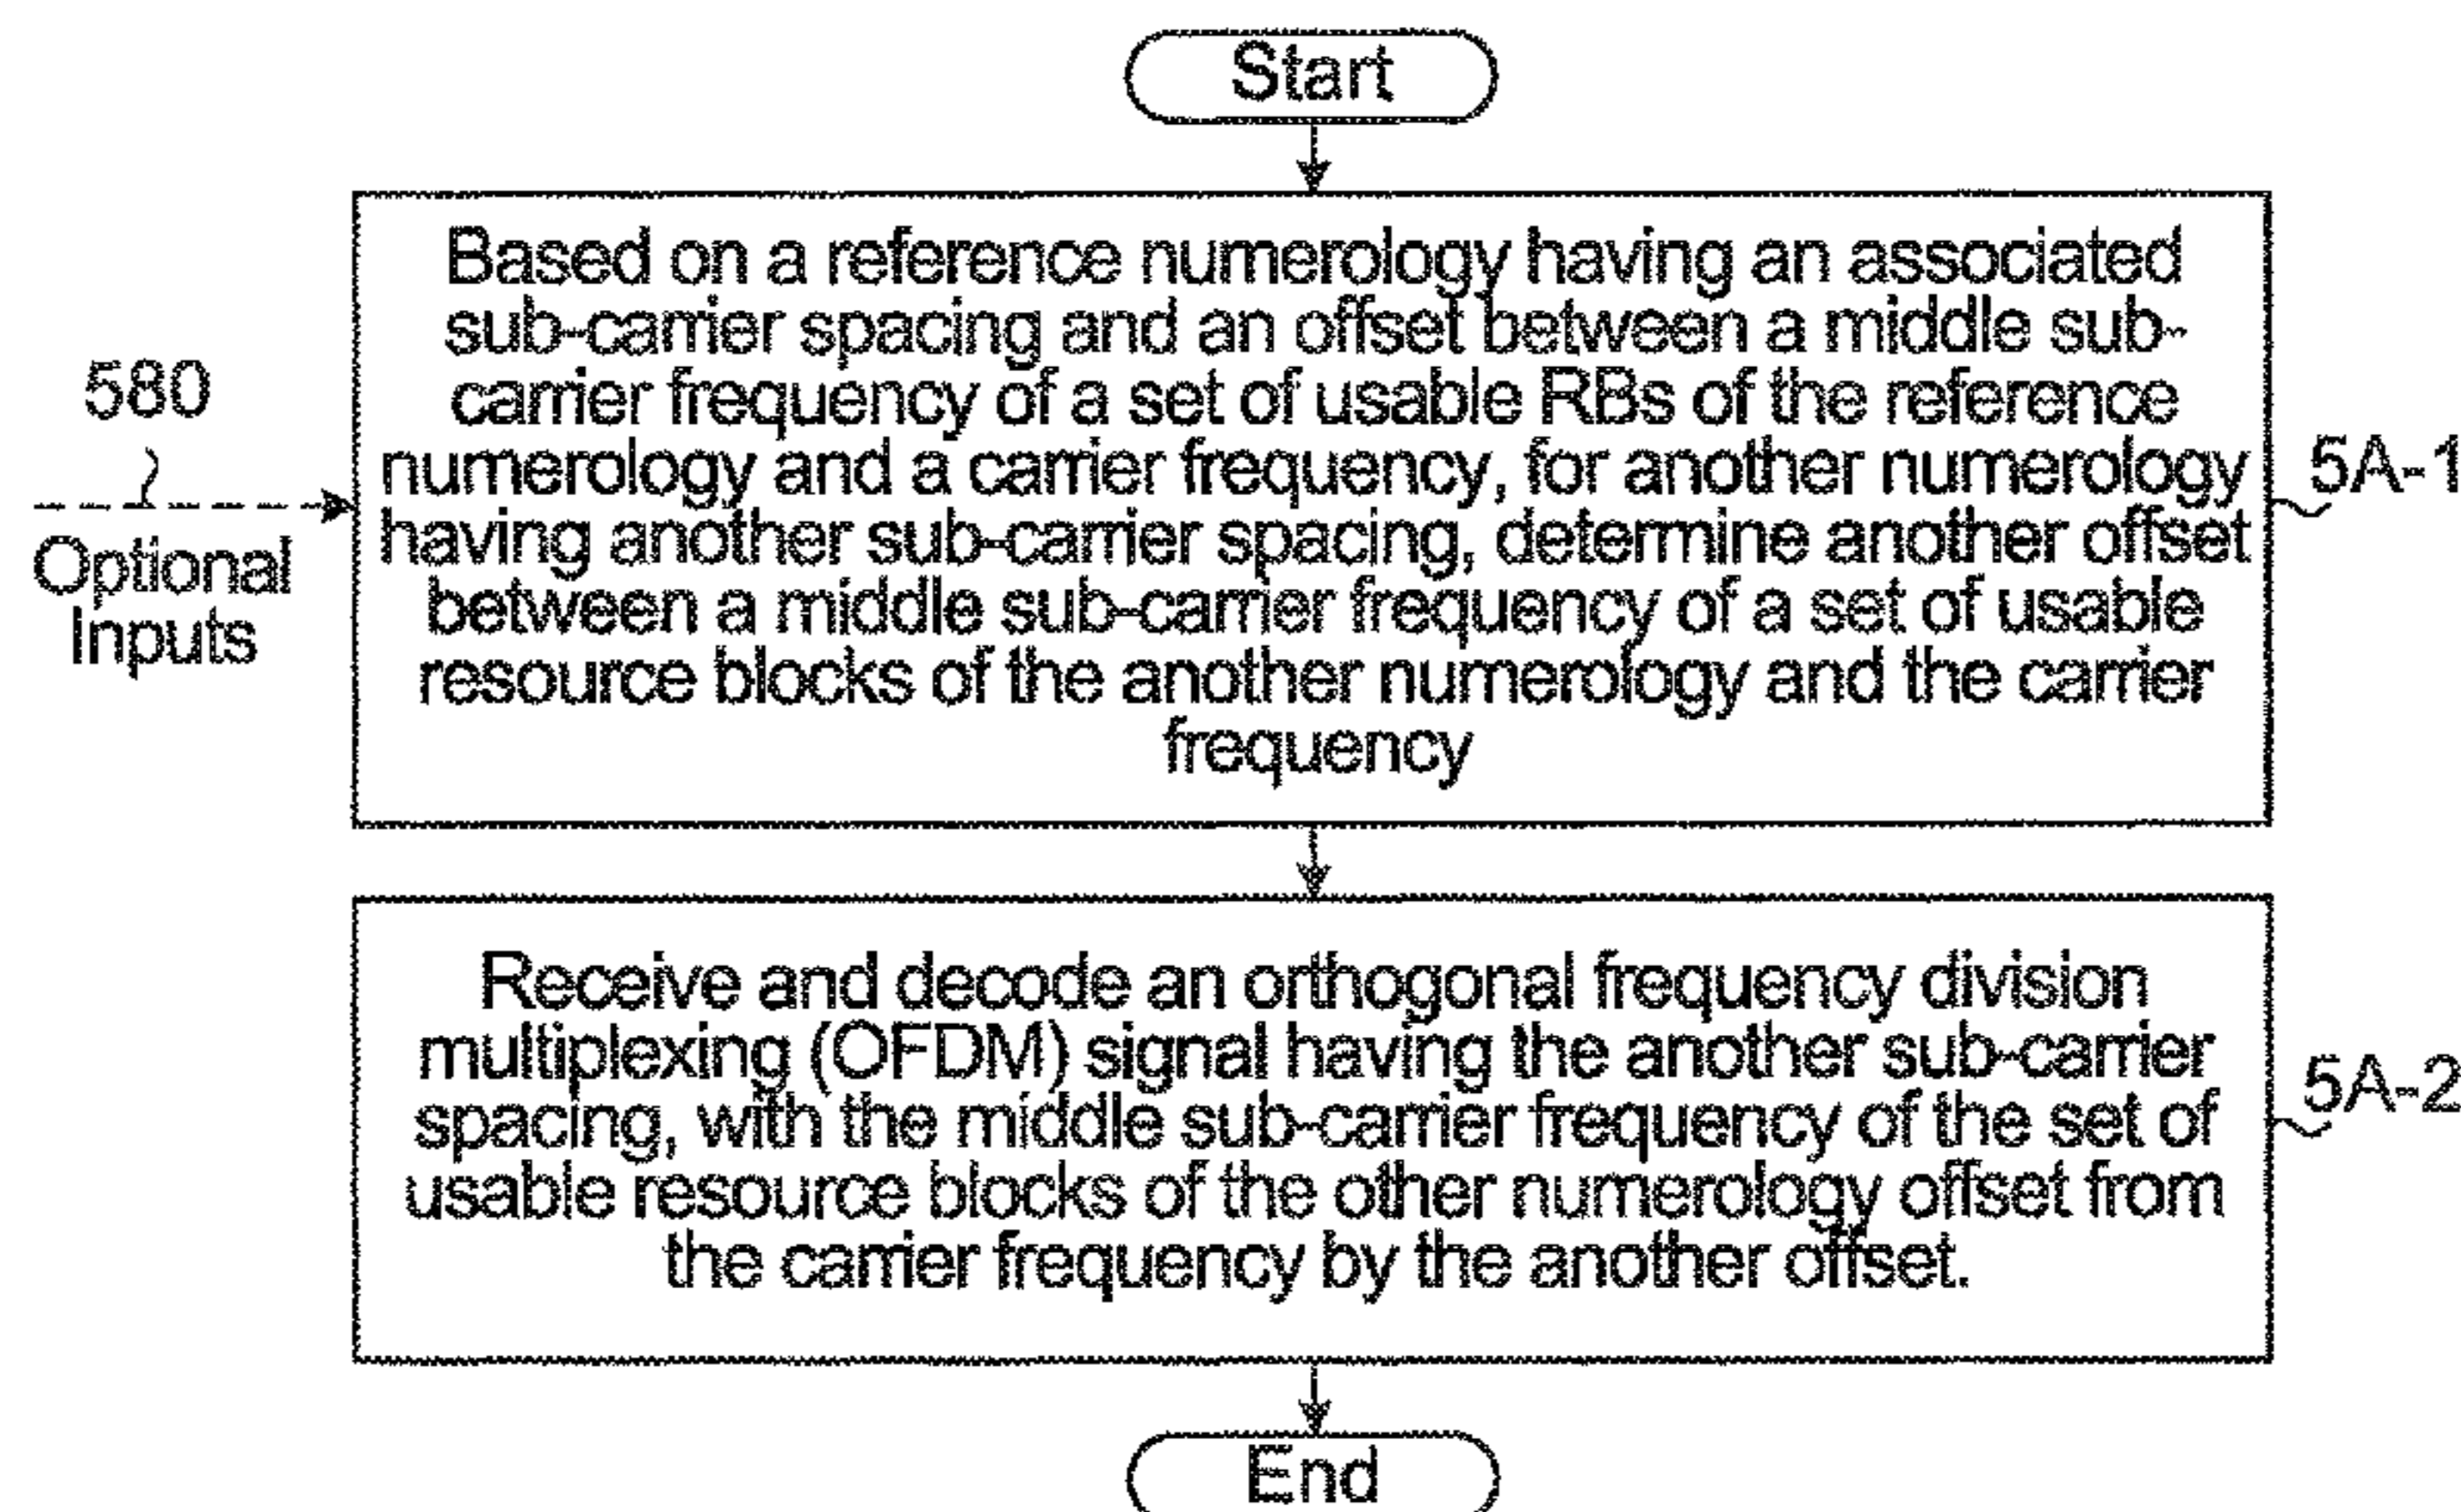 Start
Based on a reference numerology having an associated
sub-carrier spacing and an offset between a middle sub-
carrier frequency of a set of usable RBs of the reference
numerology and a carrier frequency, for another numerology
having another sub-carrier spacing, determine another offset
between a middle sub-carrier frequency of a set of usable
resource blocks of the another numerology and the carrier
frequency
580
Optional
Inputs
5A-1
Receive and decode an orthogonal frequency division
multiplexing (OFDM) signal having the another sub-carrier
spacing, with the middle sub-carrier frequency of the set of
usable resource blocks of the other numerology offset from
the carrier frequency by the another offset.
5A-2
End